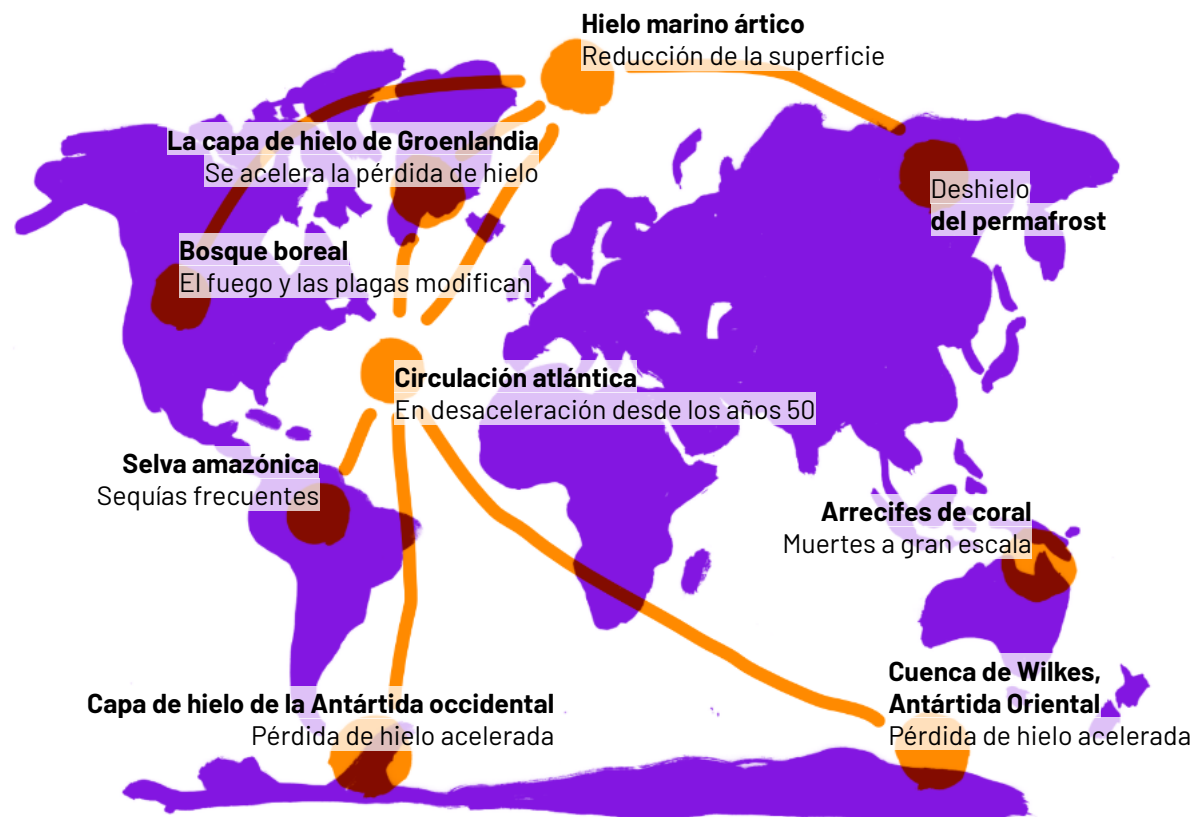 Hielo marino ártico
Reducción de la superficie
La capa de hielo de Groenlandia
Se acelera la pérdida de hielo
Deshielo
del permafrost
Bosque boreal
El fuego y las plagas modifican
Circulación atlántica
En desaceleración desde los años 50
Selva amazónica
Sequías frecuentes
Arrecifes de coral
Muertes a gran escala
Cuenca de Wilkes,
Antártida Oriental
Pérdida de hielo acelerada
Capa de hielo de la Antártida occidental
Pérdida de hielo acelerada